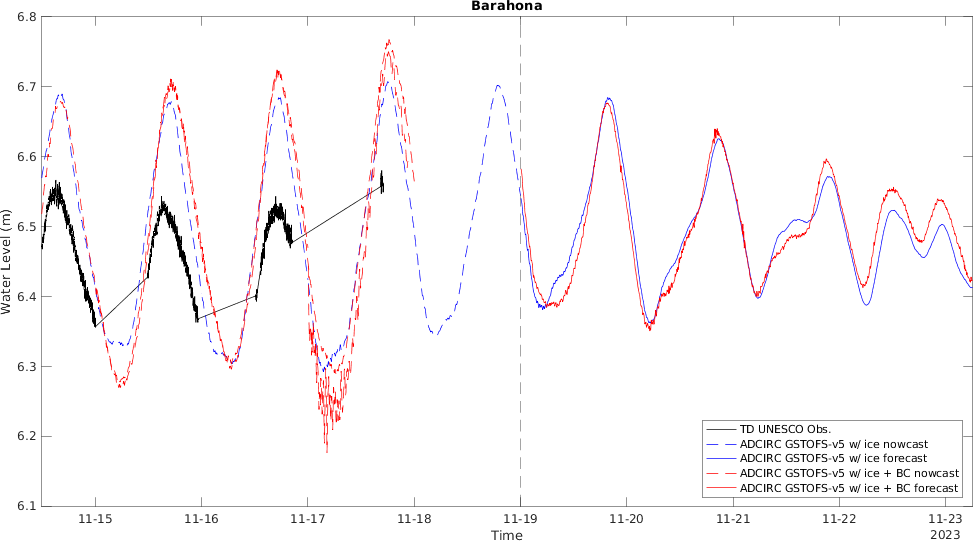 Barahona
6.8
6.7
6.6
6.5
6.4
6.3
6.2
6.1
Water Level (m)
TD UNESCO Obs.
ADCIRC GSTOFS-v5 w/ ice nowcast
ADCIRC GSTOFS-v5 w/ ice forecast
ADCIRC GSTOFS-v5 w/ ice + BC nowcast
ADCIRC GSTOFS-v5 w/ ice + BC forecast
11-15 11-16 11-17 11-18 11-19 11-20 11-21 11-22 11-23
Time 2023